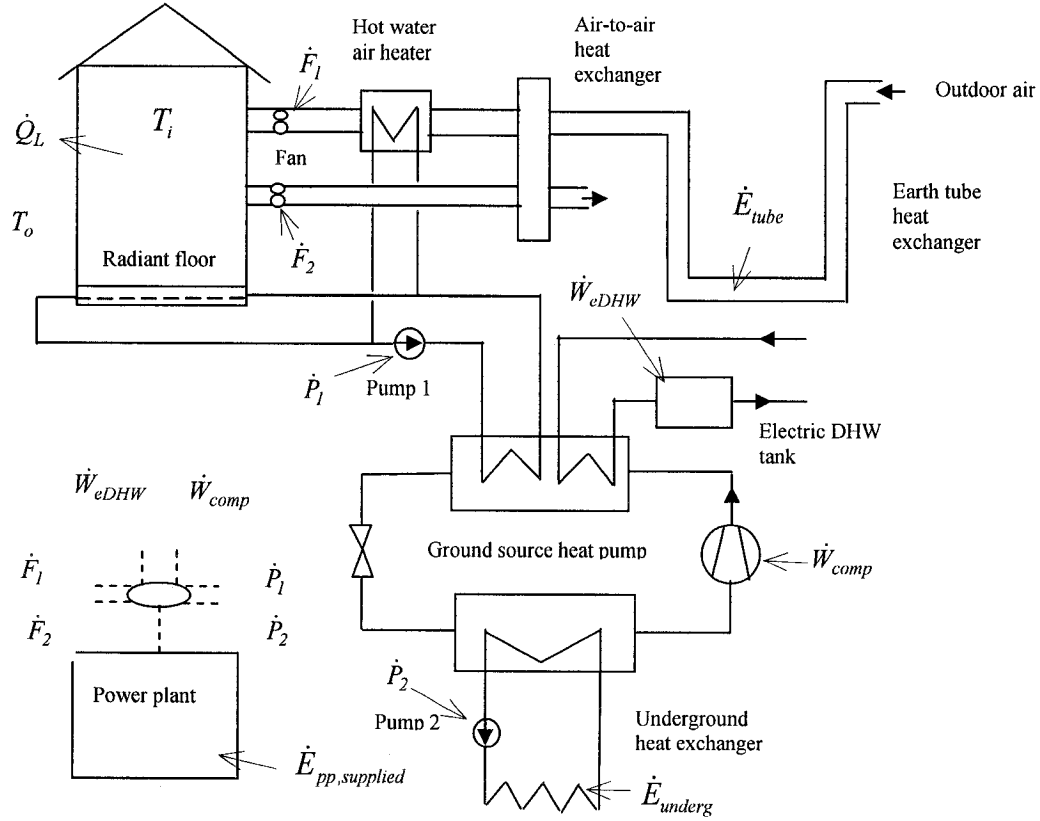 Hot water
air heater
Air-to-air
heat
exchanger
Ḟ1
Outdoor air
Q̇L
Ti
Fan
Ėtube
Earth tube
heat
exchanger
To
Ḟ2
Radiant floor
ẆeDHW
Ṗ1
Pump 1
Electric DHW
tank
ẆeDHW
Ẇcomp
Ground source heat pump
Ẇcomp
Ḟ1
Ṗ1
Ḟ2
Ṗ2
Power plant
Ṗ2
Pump 2
Underground
heat exchanger
Ėpp,supplied
Ėunderg